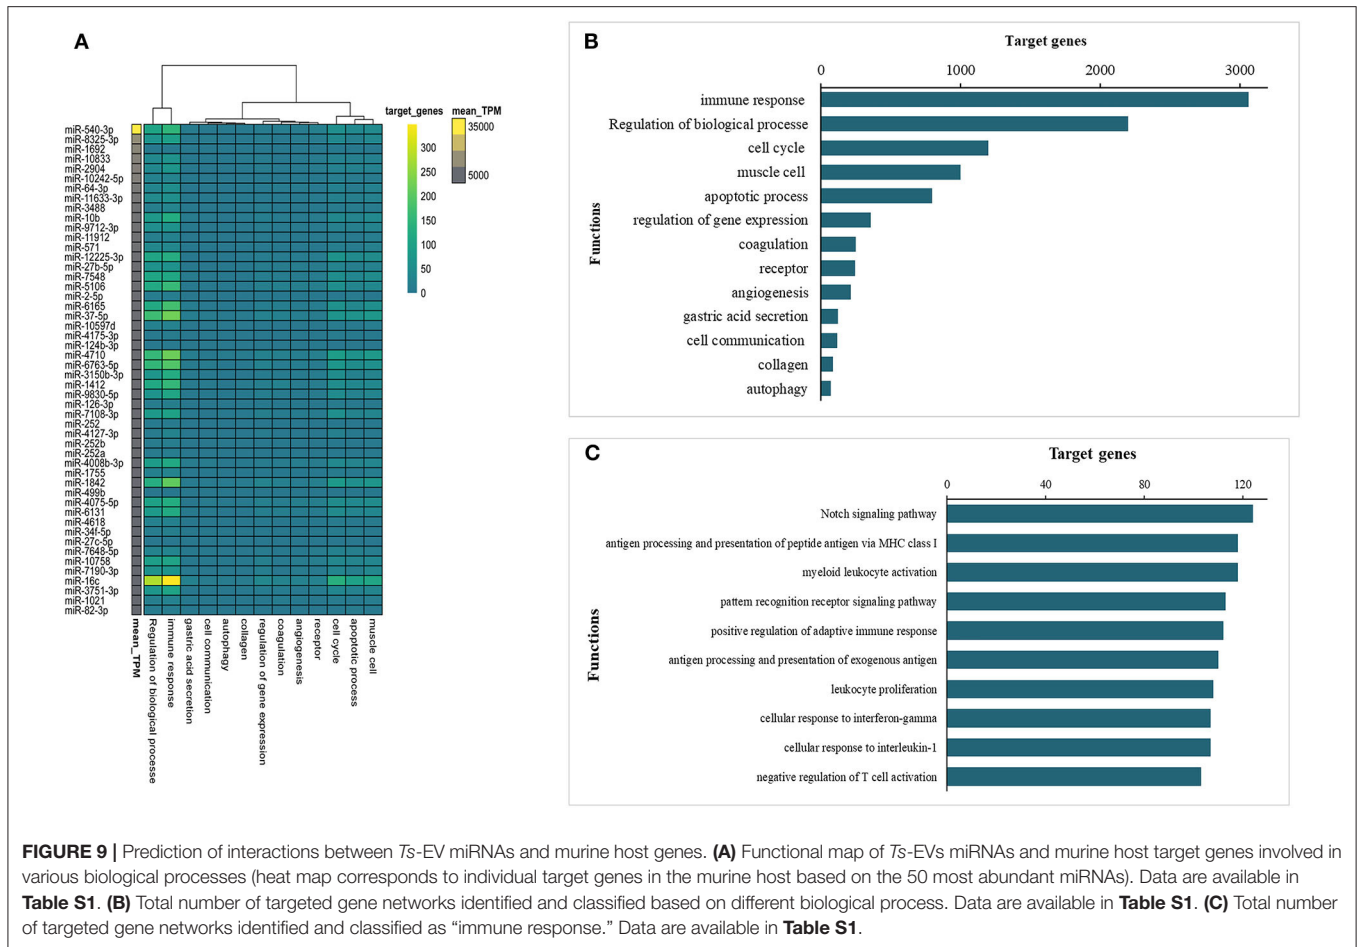 A
target_genes
300
250
200
150
100
50
0
mean_TPM
35000
5000
miR-540-3p
miR-8325-3p
miR-1692
miR-10833
miR-2904
miR-10242-5p
miR-64-3p
miR-11633-3p
miR-3488
miR-10b
miR-9712-3p
miR-11912
miR-571
miR-12225-3p
miR-27b-5p
miR-7548
miR-5106
miR-2-5p
miR-6165
miR-37-5p
miR-10597d
miR-4175-3p
miR-124b-3p
miR-4710
miR-6763-5p
miR-3150b-3p
miR-1412
miR-9830-5p
miR-126-3p
miR-7108-3p
miR-252
miR-4127-3p
miR-252b
miR-252a
miR-4008b-3p
miR-1755
miR-1842
miR-499b
miR-4075-5p
miR-6131
miR-4618
miR-34f-5p
miR-27c-5p
miR-7648-5p
miR-10758
miR-7190-3p
miR-16c
miR-3751-3p
miR-1021
miR-82-3p
mean_TPM
Regulation of biological processe
immune response
gastric acid secretion
cell communication
autophagy
collagen
regulation of gene expression
coagulation
angiogenesis
receptor
cell cycle
apoptotic process
muscle cell
B
Target genes
0 1000 2000 3000
Functions
immune response
Regulation of biological processe
cell cycle
muscle cell
apoptotic process
regulation of gene expression
coagulation
receptor
angiogenesis
gastric acid secretion
cell communication
collagen
autophagy
C
Target genes
0 40 80 120
Functions
Notch signaling pathway
antigen processing and presentation of peptide antigen via MHC class I
myeloid leukocyte activation
pattern recognition receptor signaling pathway
positive regulation of adaptive immune response
antigen processing and presentation of exogenous antigen
leukocyte proliferation
cellular response to interferon-gamma
cellular response to interleukin-1
negative regulation of T cell activation
FIGURE 9 | Prediction of interactions between Ts-EV miRNAs and murine host genes. (A) Functional map of Ts-EVs miRNAs and murine host target genes involved in
various biological processes (heat map corresponds to individual target genes in the murine host based on the 50 most abundant miRNAs). Data are available in
Table S1. (B) Total number of targeted gene networks identified and classified based on different biological process. Data are available in Table S1. (C) Total number
of targeted gene networks identified and classified as “immune response.” Data are available in Table S1.